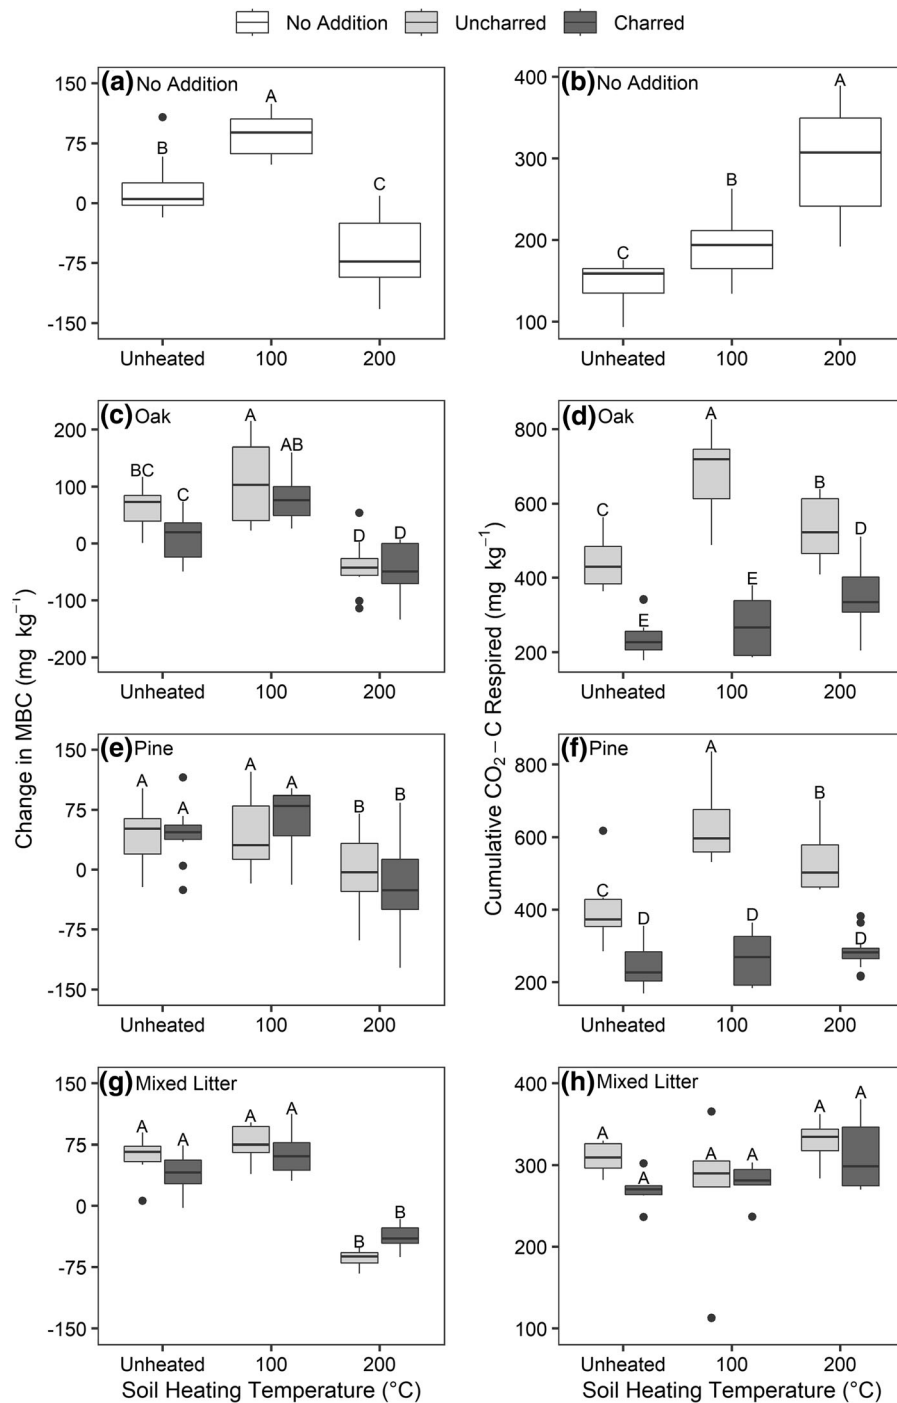 No Addition Uncharred Charred
(a) No Addition
150
75
0
-75
-150
B
A
C
Unheated 100 200
(b) No Addition
400
300
200
100
C
B
A
Unheated 100 200
(c) Oak
200
100
0
-100
-200
BC
C
A
AB
D
D
Unheated 100 200
(d) Oak
800
600
400
200
C
E
A
E
B
D
Unheated 100 200
Change in MBC (mg kg⁻¹)
Cumulative CO₂−C Respired (mg kg⁻¹)
(e) Pine
150
75
0
-75
-150
A
A
A
A
B
B
Unheated 100 200
(f) Pine
800
600
400
200
C
D
A
D
B
D
Unheated 100 200
(g) Mixed Litter
150
75
0
-75
-150
A
A
A
A
B
B
Unheated 100 200
Soil Heating Temperature (°C)
(h) Mixed Litter
400
300
200
100
A
A
A
A
A
A
Unheated 100 200
Soil Heating Temperature (°C)